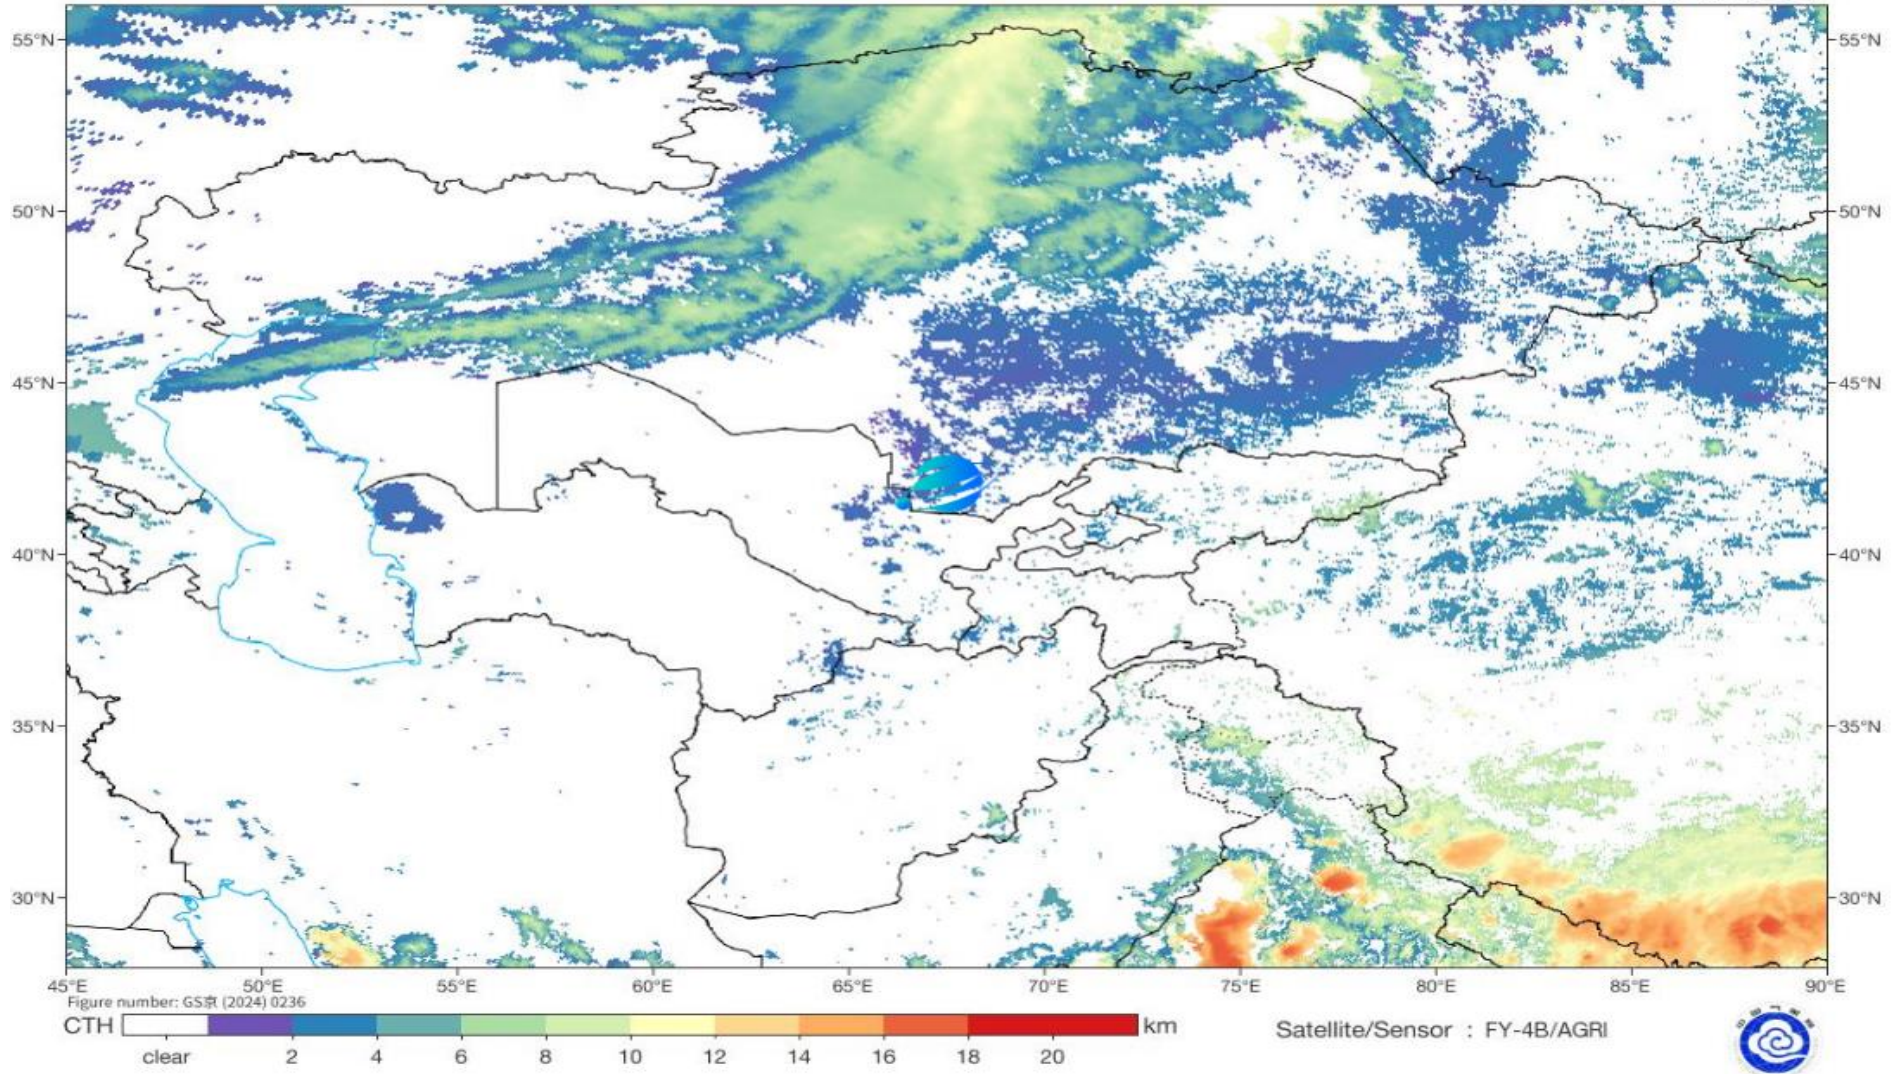 55°N
55°N
50°N
50°N
45°N
45°N
40°N
40°N
35°N
35°N
30°N
30°N
45°E
50°E
55°E
60°E
65°E
70°E
75°E
80°E
85°E
90°E
Figure number: GS京 (2024) 0236
CTH
km
clear
2
4
6
8
10
12
14
16
18
20
Satellite/Sensor : FY-4B/AGRI